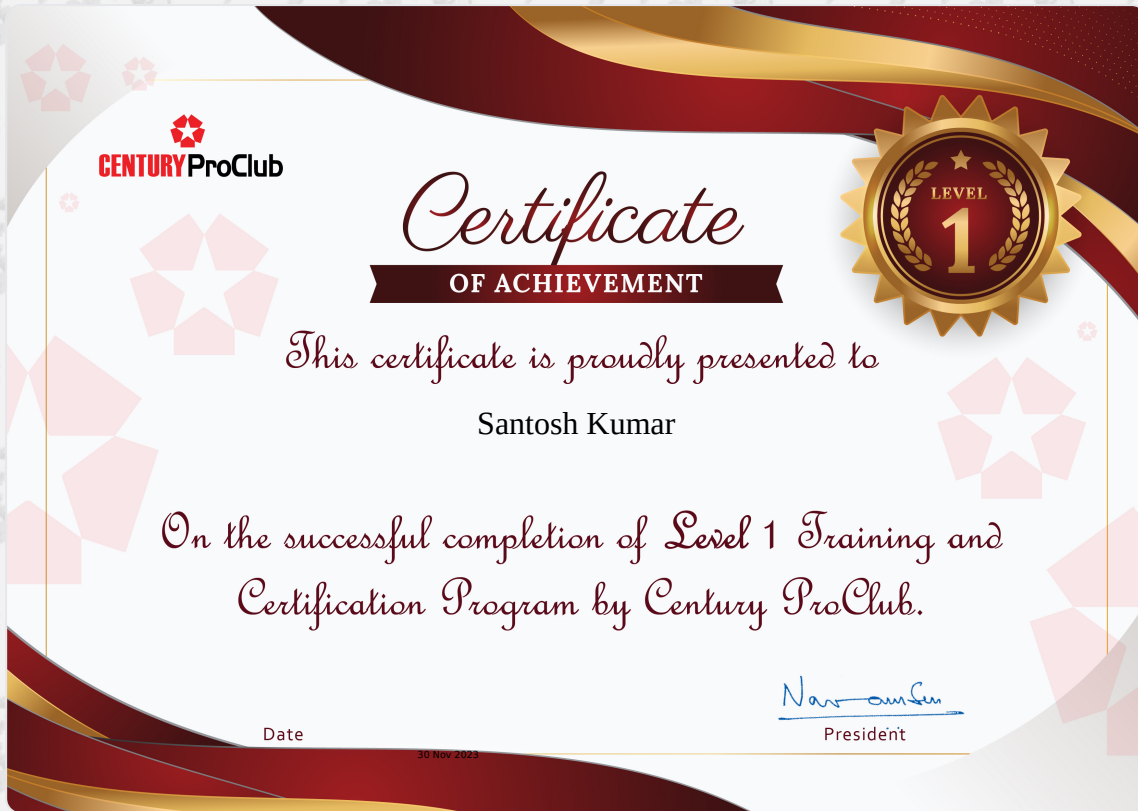 CENTURY ProClub
LEVEL
1
Certificate
OF ACHIEVEMENT
This certificate is proudly presented to
Santosh Kumar
On the successful completion of Level 1 Training and
Certification Program by Century ProClub.
Date
President
30 Nov 2023